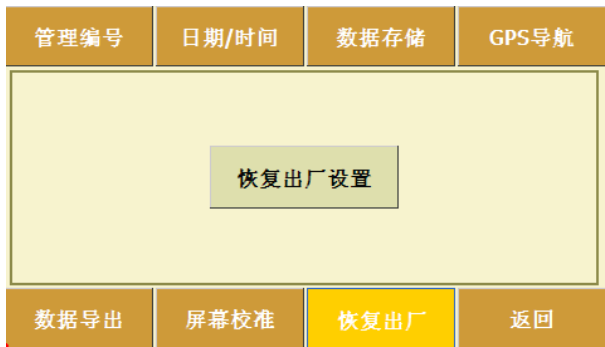 管理编号 日期/时间 数据存储 GPS导航
恢复出厂设置
数据导出 屏幕校准 恢复出厂 返回